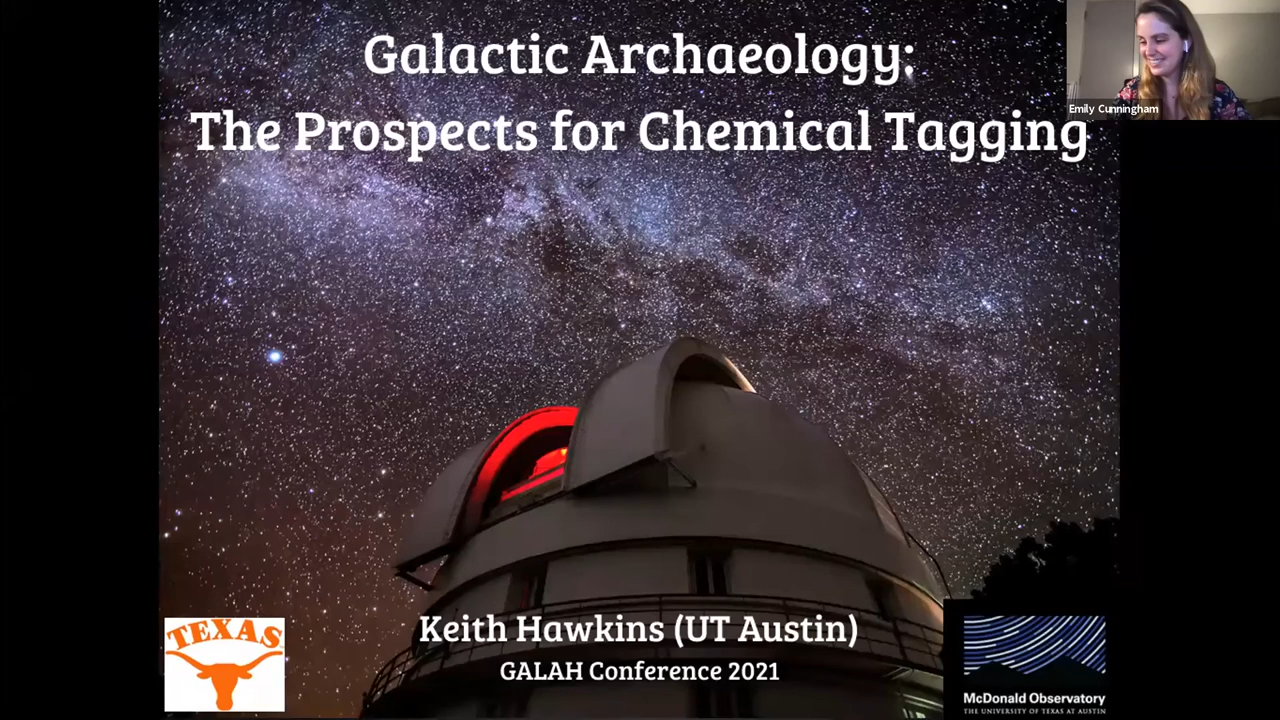 Galactic Archaeology:
The Prospects for Chemical Tagging
Emily Cunningham
Keith Hawkins (UT Austin)
GALAH Conference 2021
TEXAS
McDonald Observatory
THE UNIVERSITY OF TEXAS AT AUSTIN